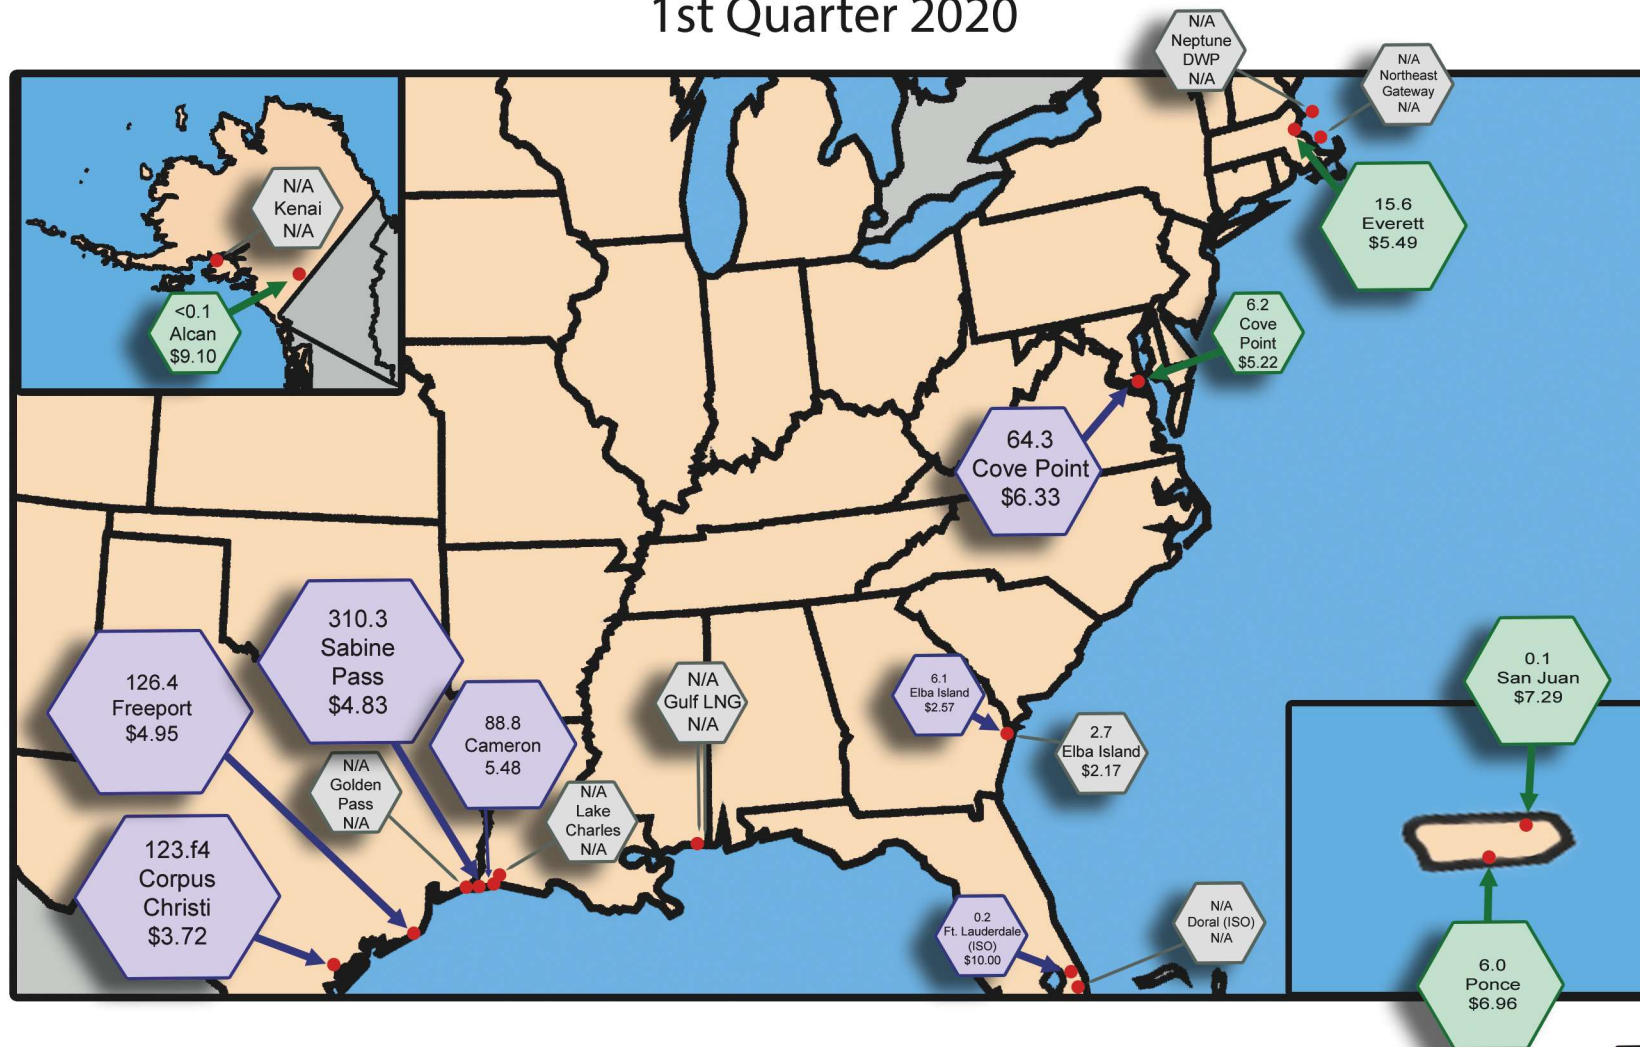 1st Quarter 2020
N/A
Neptune
DWP
N/A
N/A
Northeast
Gateway
N/A
N/A
Kenai
N/A
<0.1
Alcan
$9.10
15.6
Everett
$5.49
6.2
Cove
Point
$5.22
64.3
Cove Point
$6.33
310.3
Sabine
Pass
$4.83
126.4
Freeport
$4.95
88.8
Cameron
5.48
N/A
Gulf LNG
N/A
6.1
Elba Island
$2.57
2.7
Elba Island
$2.17
0.1
San Juan
$7.29
N/A
Golden
Pass
N/A
N/A
Lake
Charles
N/A
123.f4
Corpus
Christi
$3.72
0.2
Ft. Lauderdale
(ISO)
$10.00
N/A
Doral (ISO)
N/A
6.0
Ponce
$6.96